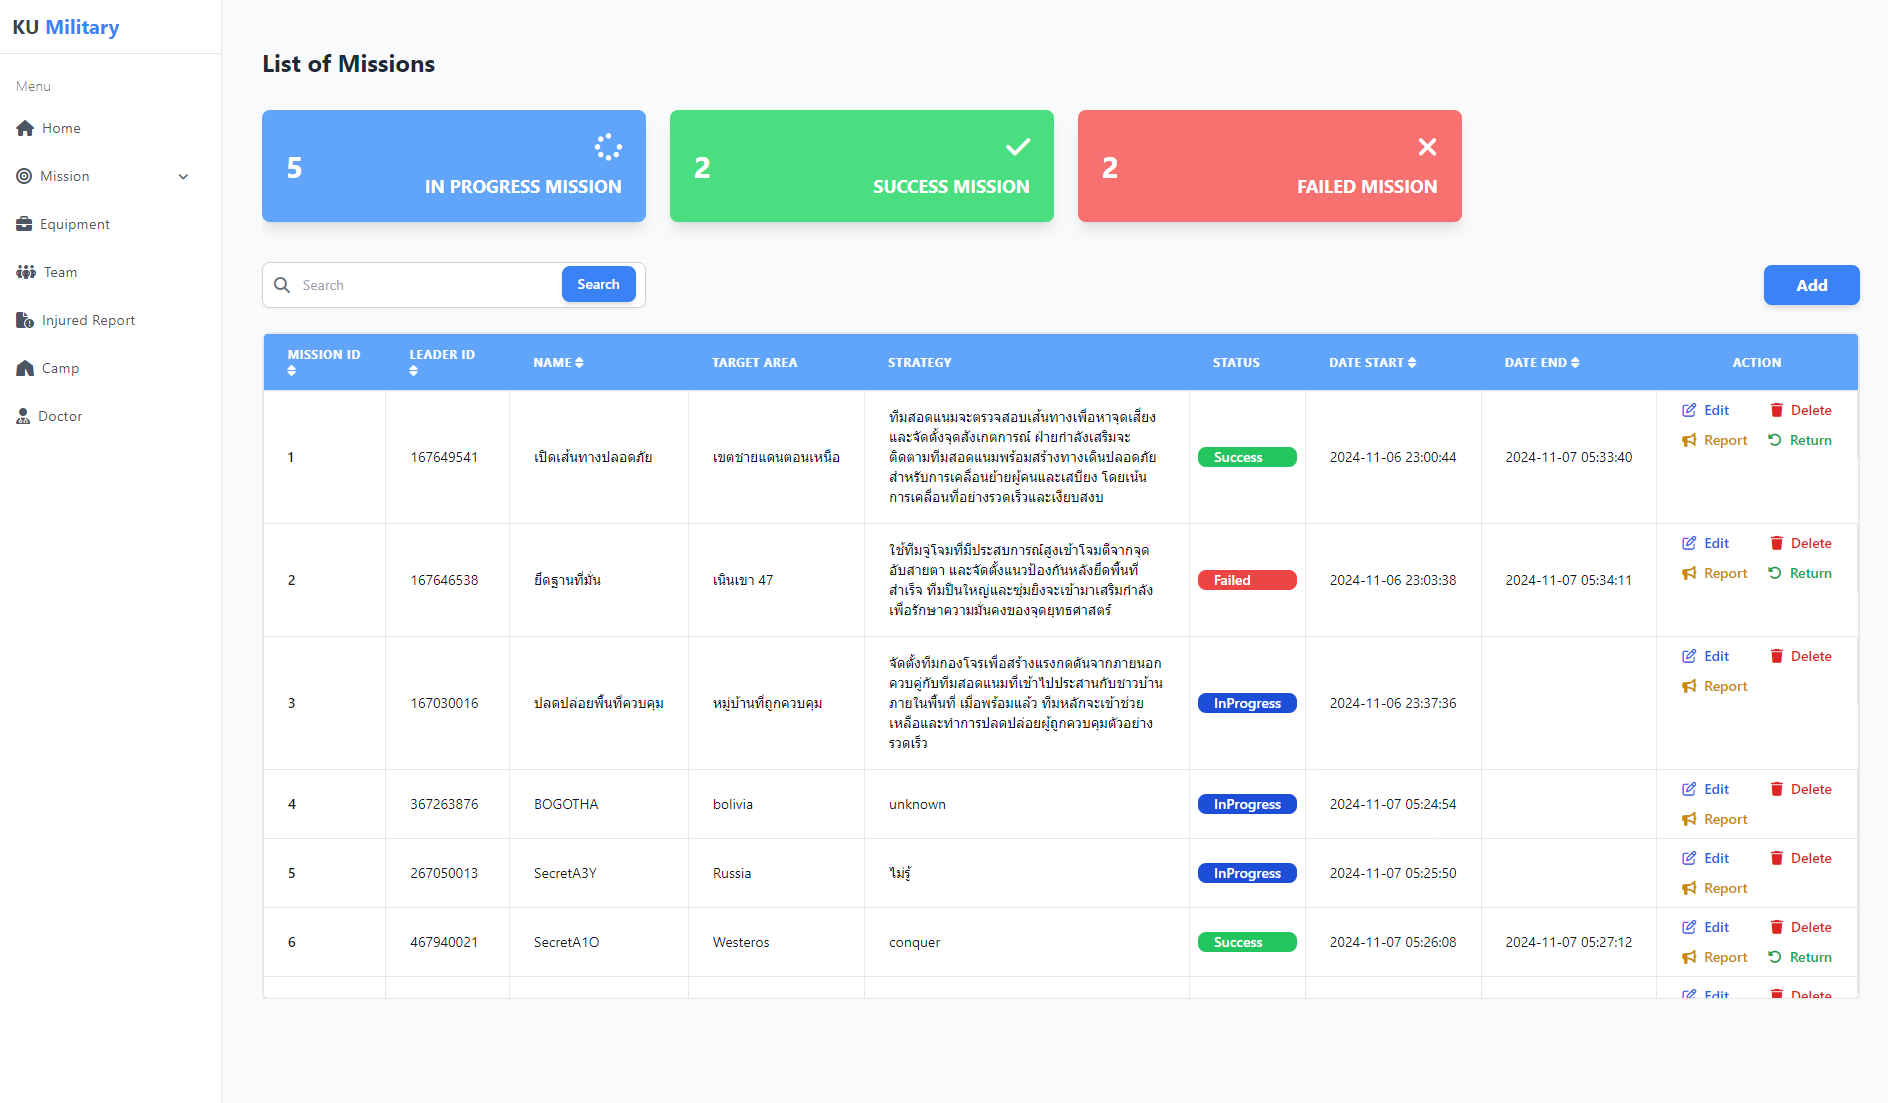 KU Military
Menu
Home
Mission
Equipment
Team
Injured Report
Camp
Doctor
List of Missions
5
IN PROGRESS MISSION
2
SUCCESS MISSION
2
FAILED MISSION
Search
Search
Add
MISSION ID
LEADER ID
NAME
TARGET AREA
STRATEGY
STATUS
DATE START
DATE END
ACTION
1
167649541
เปิดเส้นทางปลอดภัย
เขตชายแดนตอนเหนือ
ทีมสอดแนมจะตรวจสอบเส้นทางเพื่อหาจุดเสี่ยง
และจัดตั้งจุดสังเกตการณ์ ฝ่ายกำลังเสริมจะ
ติดตามทีมสอดแนมพร้อมสร้างทางเดินปลอดภัย
สำหรับการเคลื่อนย้ายผู้คนและเสบียง โดยเน้น
การเคลื่อนที่อย่างรวดเร็วและเงียบสงบ
Success
2024-11-06 23:00:44
2024-11-07 05:33:40
Edit
Delete
Report
Return
2
167646538
ยึดฐานที่มั่น
เนินเขา 47
ใช้ทีมจู่โจมที่มีประสบการณ์สูงเข้าโจมตีจากจุด
อับสายตา และจัดตั้งแนวป้องกันหลังยึดพื้นที่
สำเร็จ ทีมปืนใหญ่และซุ่มยิงจะเข้ามาเสริมกำลัง
เพื่อรักษาความมั่นคงของจุดยุทธศาสตร์
Failed
2024-11-06 23:03:38
2024-11-07 05:34:11
Edit
Delete
Report
Return
3
167030016
ปลดปล่อยพื้นที่ควบคุม
หมู่บ้านที่ถูกควบคุม
จัดตั้งทีมกองโจรเพื่อสร้างแรงกดดันจากภายนอก
ควบคู่กับทีมสอดแนมที่เข้าไปประสานกับชาวบ้าน
ภายในพื้นที่ เมื่อพร้อมแล้ว ทีมหลักจะเข้าช่วย
เหลือและทำการปลดปล่อยผู้ถูกควบคุมตัวอย่าง
รวดเร็ว
InProgress
2024-11-06 23:37:36
Edit
Delete
Report
4
367263876
BOGOTHA
bolivia
unknown
InProgress
2024-11-07 05:24:54
Edit
Delete
Report
5
267050013
SecretA3Y
Russia
ไม่รู้
InProgress
2024-11-07 05:25:50
Edit
Delete
Report
6
467940021
SecretA1O
Westeros
conquer
Success
2024-11-07 05:26:08
2024-11-07 05:27:12
Edit
Delete
Report
Return
Edit
Delete